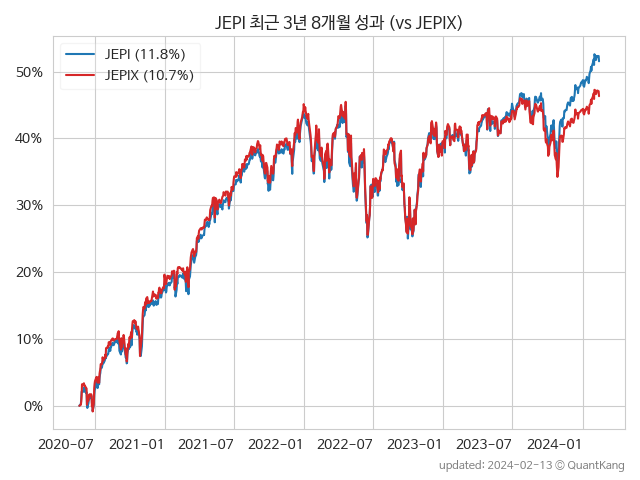 JEPI 최근 3년 8개월 성과 (vs JEPIX)
JEPI (11.8%)
JEPIX (10.7%)
50%
40%
30%
20%
10%
0%
2020-07 2021-01 2021-07 2022-01 2022-07 2023-01 2023-07 2024-01
updated: 2024-02-13 © QuantKang